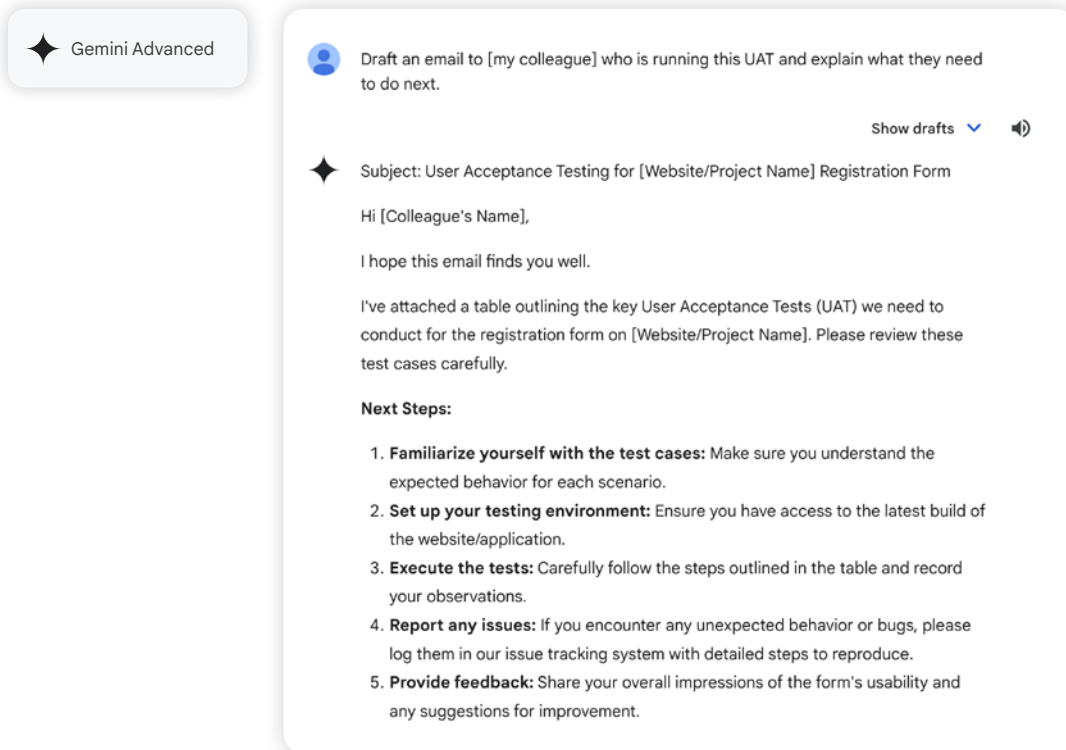 Gemini Advanced
Draft an email to [my colleague] who is running this UAT and explain what they need
to do next.
Show drafts
Subject: User Acceptance Testing for [Website/Project Name] Registration Form
Hi [Colleague's Name],
I hope this email finds you well.
I've attached a table outlining the key User Acceptance Tests (UAT) we need to
conduct for the registration form on [Website/Project Name]. Please review these
test cases carefully.
Next Steps:
1. Familiarize yourself with the test cases: Make sure you understand the
expected behavior for each scenario.
2. Set up your testing environment: Ensure you have access to the latest build of
the website/application.
3. Execute the tests: Carefully follow the steps outlined in the table and record
your observations.
4. Report any issues: If you encounter any unexpected behavior or bugs, please
log them in our issue tracking system with detailed steps to reproduce.
5. Provide feedback: Share your overall impressions of the form's usability and
any suggestions for improvement.